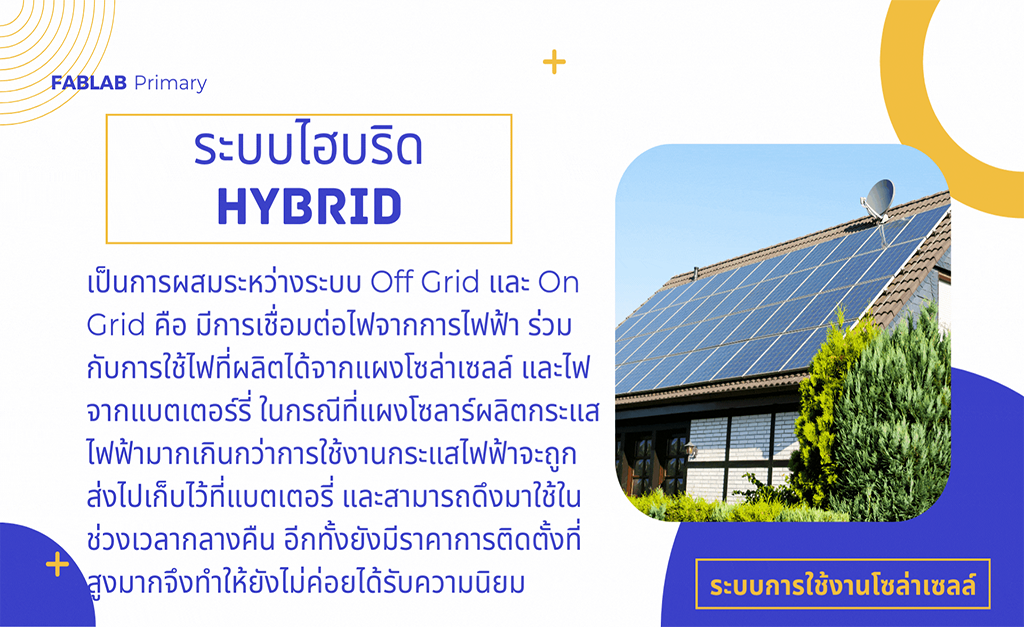 FABLAB Primary
ระบบไฮบริด
HYBRID
เป็นการผสมระหว่างระบบ Off Grid และ On
Grid คือ มีการเชื่อมต่อไฟจากการไฟฟ้า ร่วม
กับการใช้ไฟที่ผลิตได้จากแผงโซล่าเซลล์ และไฟ
จากแบตเตอร์รี่ ในกรณีที่แผงโซลาร์ผลิตกระแส
ไฟฟ้ามากเกินกว่าการใช้งานกระแสไฟฟ้าจะถูก
ส่งไปเก็บไว้ที่แบตเตอรี่ และสามารถดึงมาใช้ใน
ช่วงเวลากลางคืน อีกทั้งยังมีราคาการติดตั้งที่
สูงมากจึงทำให้ยังไม่ค่อยได้รับความนิยม
ระบบการใช้งานโซล่าเซลล์